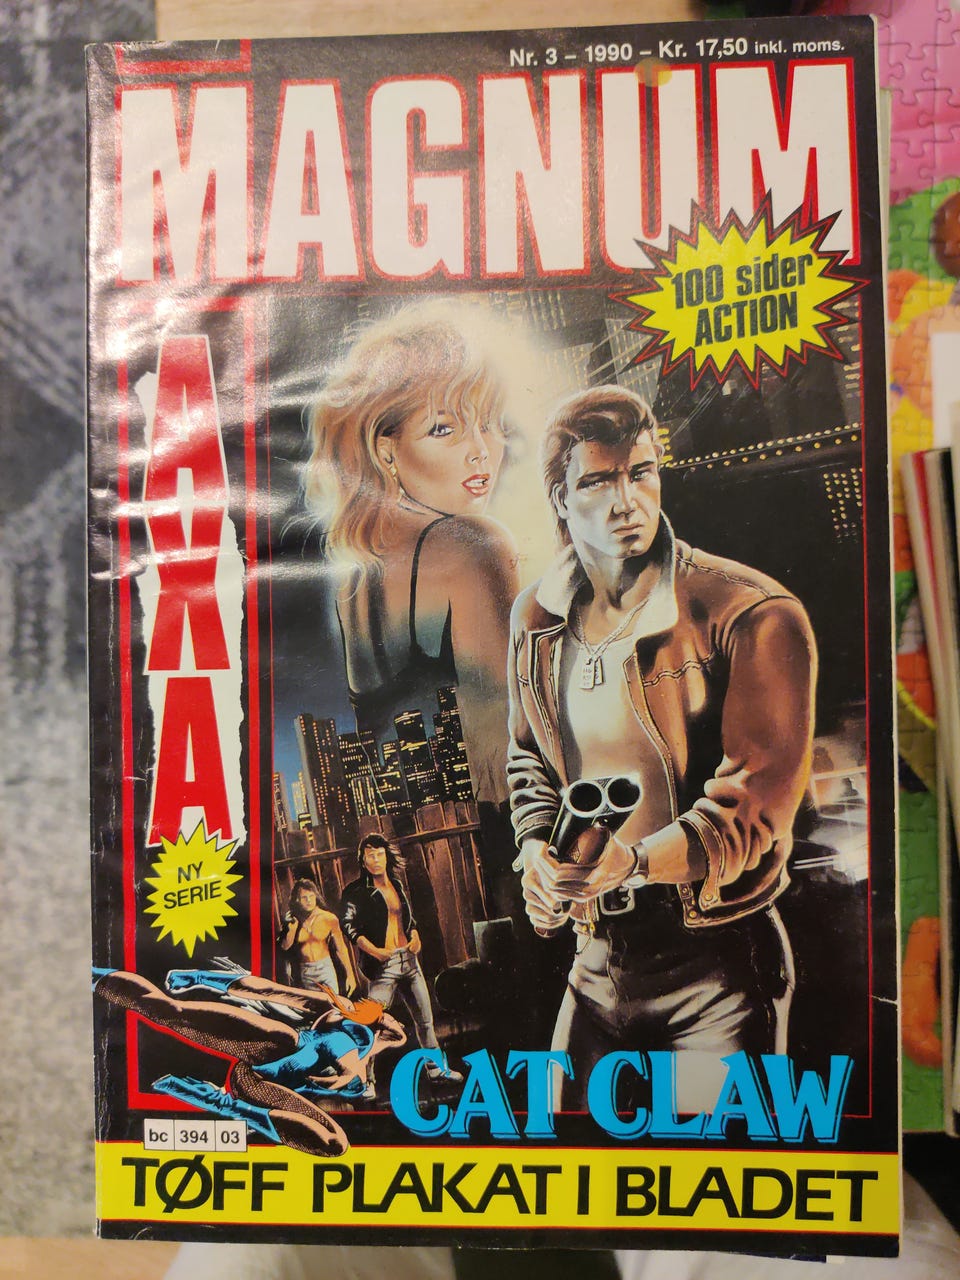 Nr. 3 – 1990 – Kr. 17,50 inkl. moms.
MAGNUM
100 sider
ACTION
AXA
NY
SERIE
CAT CLAW
bc 394 03
TØFF PLAKAT I BLADET